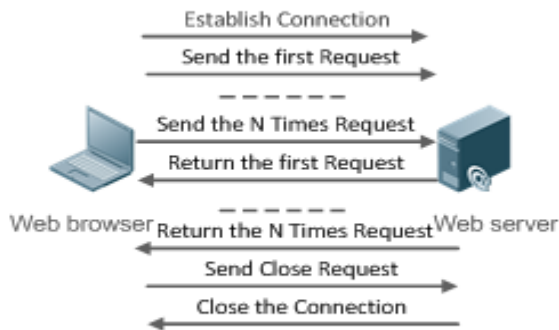 Establish Connection
Send the first Request
Send the N Times Request
Return the first Request
Web browser
Web server
Return the N Times Request
Send Close Request
Close the Connection